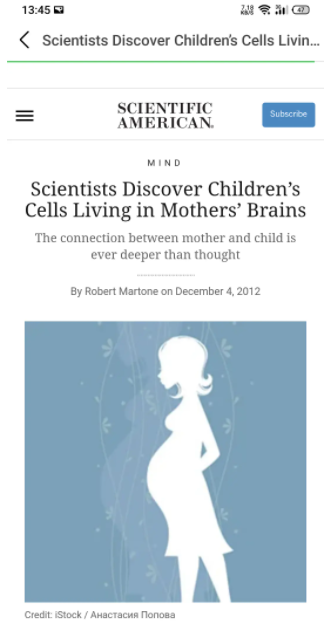 13:45
7.18
KB/S
47
Scientists Discover Children's Cells Livin...
SCIENTIFIC
AMERICAN.
Subscribe
MIND
Scientists Discover Children's
Cells Living in Mothers' Brains
The connection between mother and child is
ever deeper than thought
By Robert Martone on December 4, 2012
Credit: iStock / Анастасия Попова